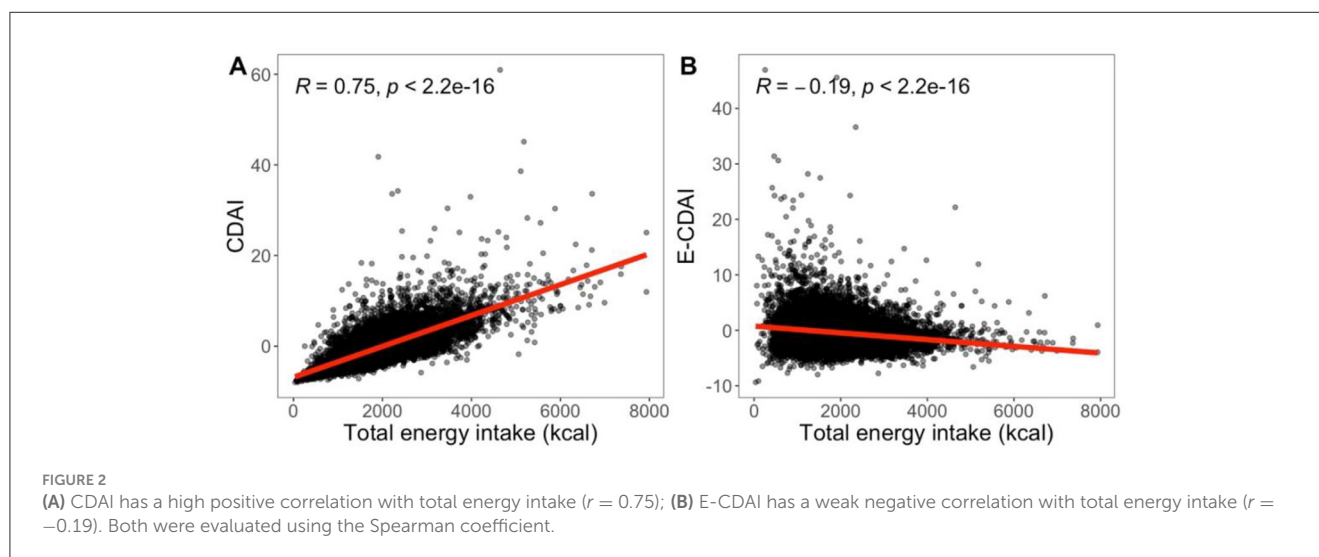 A
R = 0.75, p < 2.2e-16
60
40
20
0
CDAI
0 2000 4000 6000 8000
Total energy intake (kcal)
B
R = −0.19, p < 2.2e-16
40
30
20
10
0
-10
E-CDAI
0 2000 4000 6000 8000
Total energy intake (kcal)
FIGURE 2
(A) CDAI has a high positive correlation with total energy intake (r = 0.75); (B) E-CDAI has a weak negative correlation with total energy intake (r =
−0.19). Both were evaluated using the Spearman coefficient.